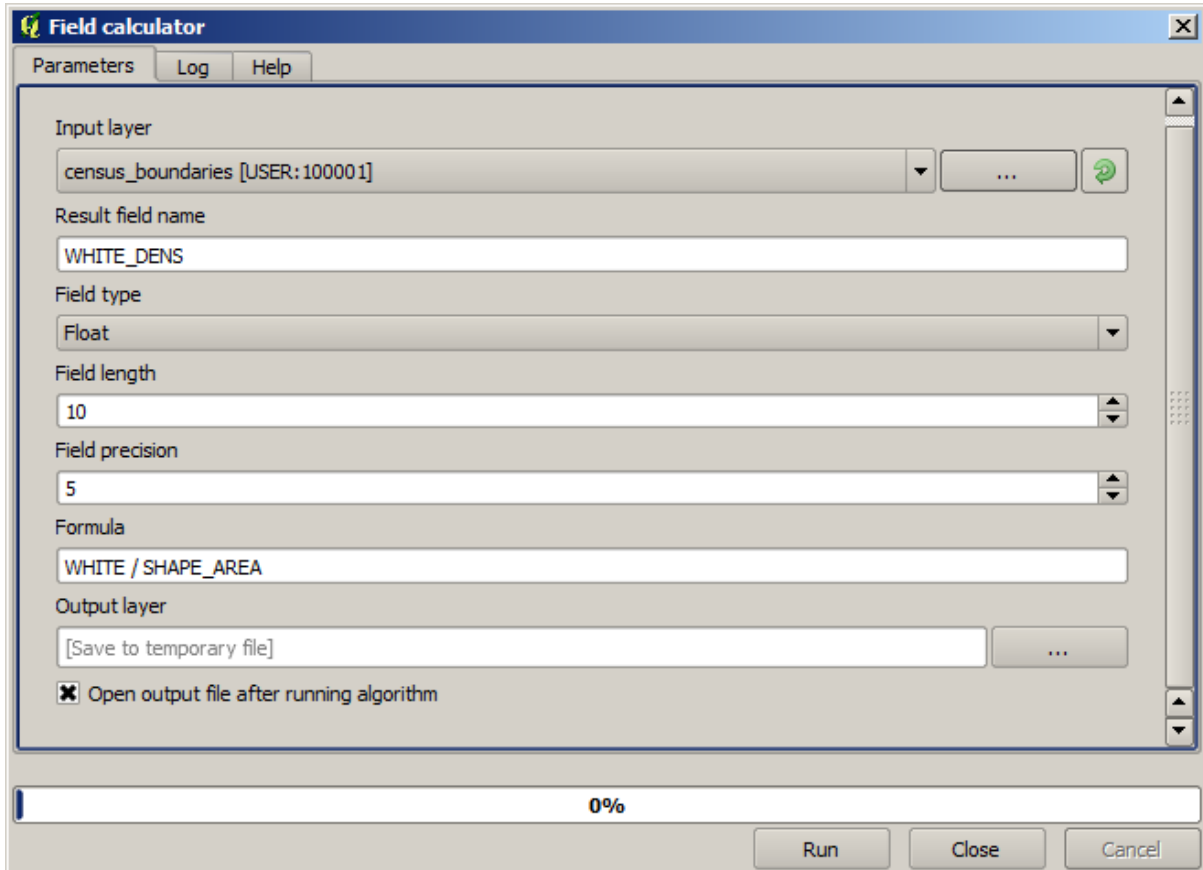 Field calculator
Parameters Log Help
Input layer
census_boundaries [USER:100001] ...
Result field name
WHITE_DENS
Field type
Float
Field length
10
Field precision
5
Formula
WHITE / SHAPE_AREA
Output layer
[Save to temporary file] ...
Open output file after running algorithm
0%
Run Close Cancel